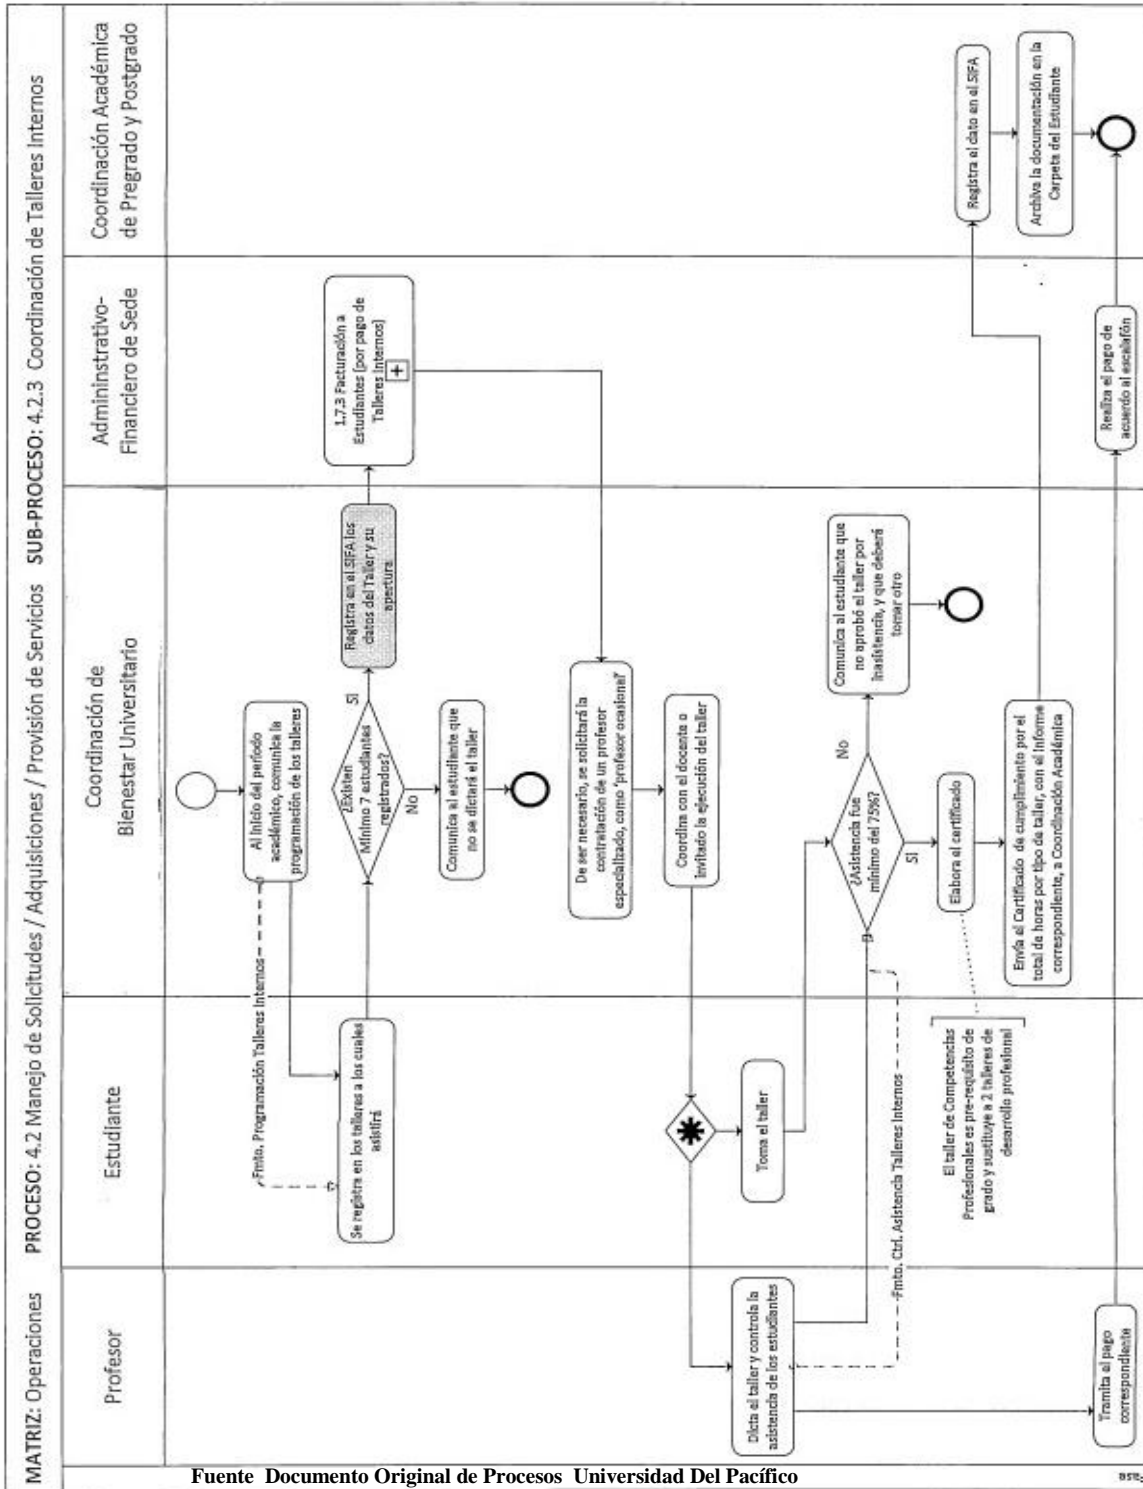 MATRIZ: Operaciones PROCESO: 4.2 Manejo de Solicitudes / Adquisiciones / Provisión de Servicios SUB-PROCESO: 4.2.3 Coordinación de Talleres Internos
Profesor
Estudiante
Coordinación de
Bienestar Universitario
Admininstrativo-
Financiero de Sede
Coordinación Académica
de Pregrado y Postgrado
Al inicio del período
académico, comunica la
programación de los talleres
Fmto. Programación Talleres Internos
Se registra en los talleres a los cuales
asistirá
¿Existen
Mínimo 7 estudiantes
registrados?
SI
No
Registra en el SIFA los
datos del Taller y su
apertura
1.7.3 Facturación a
Estudiantes (por pago de
Talleres Internos)
Comunica al estudiante que
no se dictará el taller
De ser necesario, se solicitará la
contratación de un profesor
especializado, como 'profesor ocasional'
Coordina con el docente o
invitado la ejecución del taller
Toma el taller
Dicta el taller y controla la
asistencia de los estudiantes
Fmto. Ctrl. Asistencia Talleres Internos
¿Asistencia fue
mínimo del 75%?
No
SI
Comunica al estudiante que
no aprobó el taller por
inasistencia, y que deberá
tomar otro
Elabora el certificado
El taller de Competencias
Profesionales es pre-requisito de
grado y sustituye a 2 talleres de
desarrollo profesional
Envía el Certificado de cumplimiento por el
total de horas por tipo de taller, con el informe
correspondiente, a Coordinación Académica
Registra el dato en el SIFA
Archiva la documentación en la
Carpeta del Estudiante
Tramita el pago
correspondiente
Realiza el pago de
acuerdo al escalafón
Fuente Documento Original de Procesos Universidad Del Pacífico